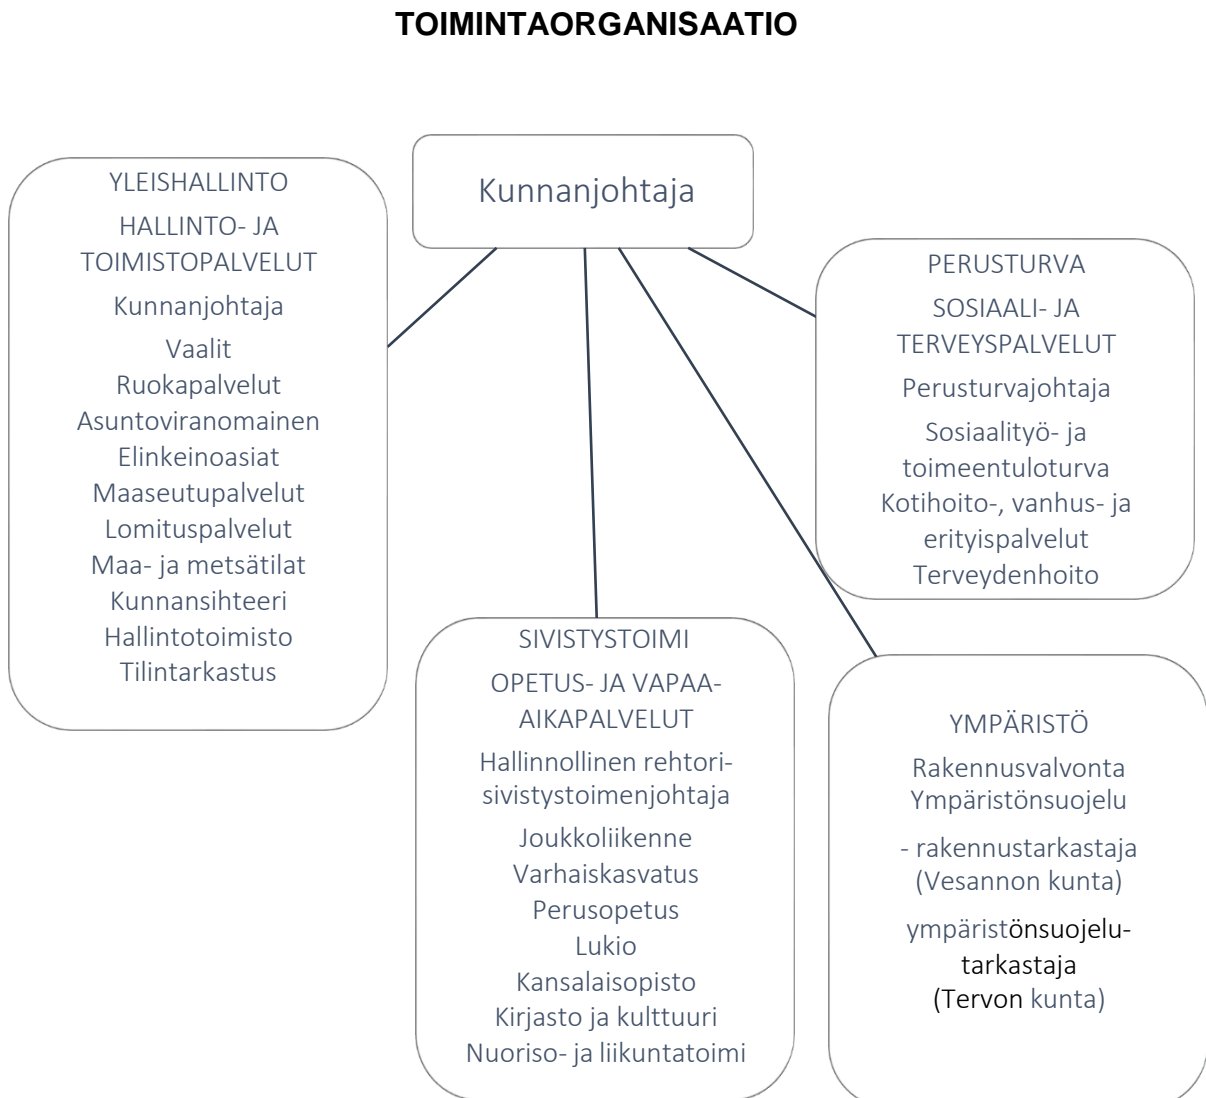 TOIMINTAORGANISAATIO
Kunnanjohtaja
YLEISHALLINTO
HALLINTO- JA
TOIMISTOPALVELUT
Kunnanjohtaja
Vaalit
Ruokapalvelut
Asuntoviranomainen
Elinkeinoasiat
Maaseutupalvelut
Lomituspalvelut
Maa- ja metsätilat
Kunnansihteeri
Hallintotoimisto
Tilintarkastus
PERUSTURVA
SOSIAALI- JA
TERVEYSPALVELUT
Perusturvajohtaja
Sosiaalityö- ja
toimeentuloturva
Kotihoito-, vanhus- ja
erityispalvelut
Terveydenhoito
SIVISTYSTOIMI
OPETUS- JA VAPAA-
AIKAPALVELUT
Hallinnollinen rehtori-
sivistystoimenjohtaja
Joukkoliikenne
Varhaiskasvatus
Perusopetus
Lukio
Kansalaisopisto
Kirjasto ja kulttuuri
Nuoriso- ja liikuntatoimi
YMPÄRISTÖ
Rakennusvalvonta
Ympäristönsuojelu
- rakennustarkastaja
(Vesannon kunta)
ympäristönsuojelu-
tarkastaja
(Tervon kunta)